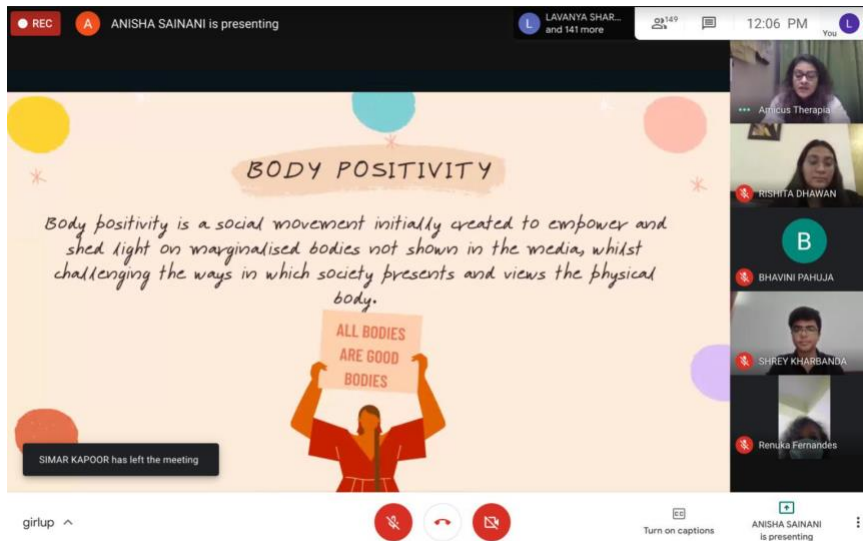 REC
A
ANISHA SAINANI is presenting
L
LAVANYA SHAR...
and 141 more
149
12:06 PM
You
L
Amicus Therapia
RISHITA DHAWAN
B
BHAVINI PAHUJA
SHREY KHARBANDA
Renuka Fernandes
BODY POSITIVITY
Body positivity is a social movement initially created to empower and
shed light on marginalised bodies not shown in the media, whilst
challenging the ways in which society presents and views the physical
body.
ALL BODIES
ARE GOOD
BODIES
SIMAR KAPOOR has left the meeting
girlup
CC
Turn on captions
ANISHA SAINANI
is presenting